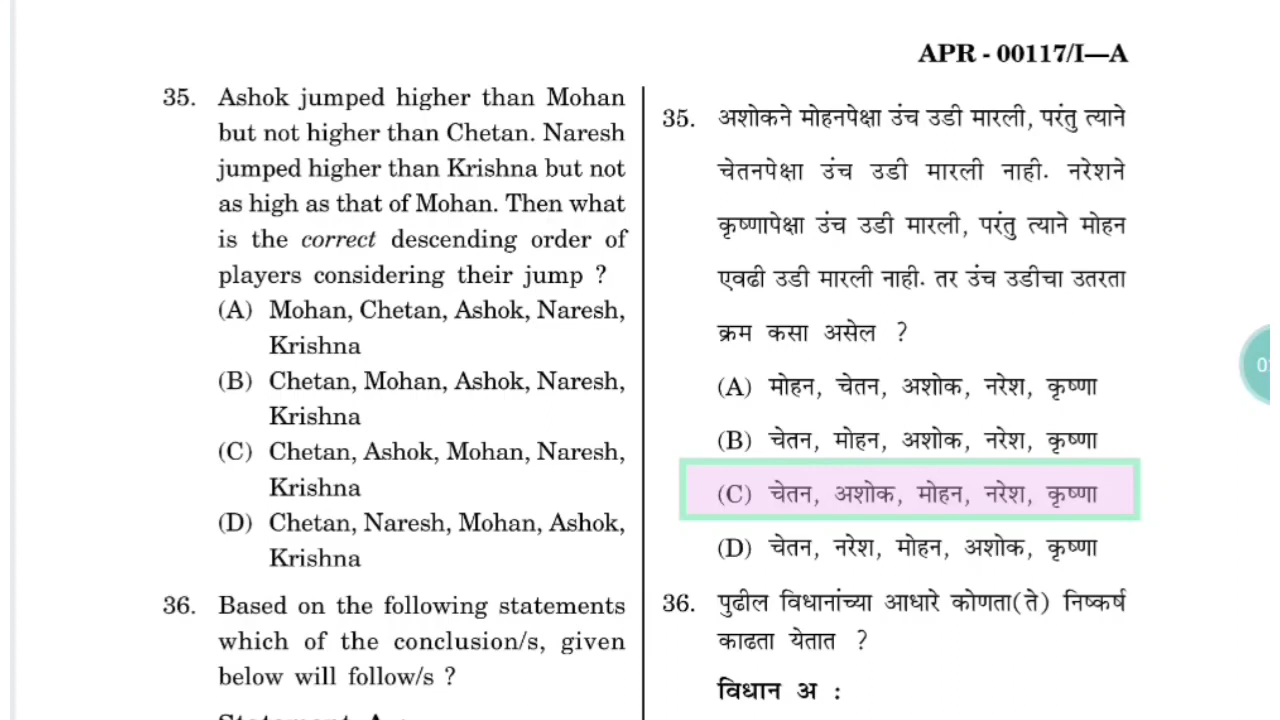 APR - 00117/I—A
35. Ashok jumped higher than Mohan
but not higher than Chetan. Naresh
jumped higher than Krishna but not
as high as that of Mohan. Then what
is the correct descending order of
players considering their jump ?
(A) Mohan, Chetan, Ashok, Naresh,
Krishna
(B) Chetan, Mohan, Ashok, Naresh,
Krishna
(C) Chetan, Ashok, Mohan, Naresh,
Krishna
(D) Chetan, Naresh, Mohan, Ashok,
Krishna
36. Based on the following statements
which of the conclusion/s, given
below will follow/s ?
Statement A :
35. अशोकने मोहनपेक्षा उंच उडी मारली, परंतु त्याने
चेतनपेक्षा उंच उडी मारली नाही. नरेशने
कृष्णापेक्षा उंच उडी मारली, परंतु त्याने मोहन
एवढी उडी मारली नाही. तर उंच उडीचा उतरता
क्रम कसा असेल ?
(A) मोहन, चेतन, अशोक, नरेश, कृष्णा
(B) चेतन, मोहन, अशोक, नरेश, कृष्णा
(C) चेतन, अशोक, मोहन, नरेश, कृष्णा
(D) चेतन, नरेश, मोहन, अशोक, कृष्णा
36. पुढील विधानांच्या आधारे कोणता(ते) निष्कर्ष
काढता येतात ?
विधान अ :